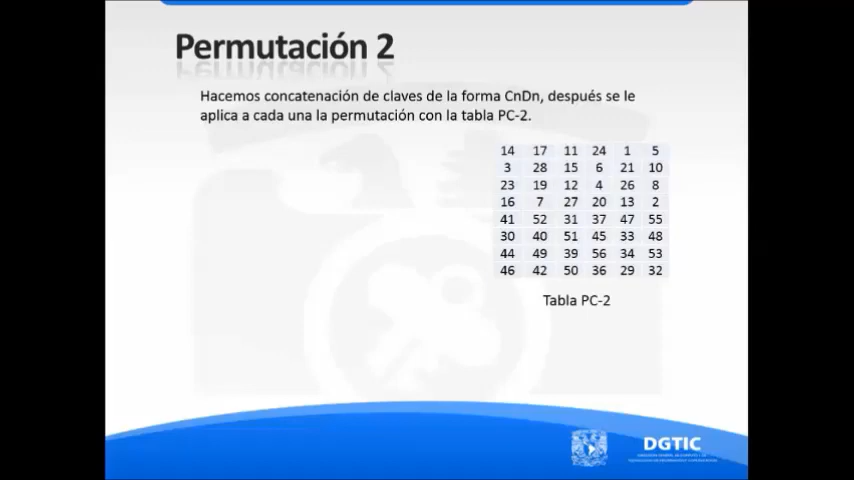 Permutación 2
Hacemos concatenación de claves de la forma CnDn, después se le
aplica a cada una la permutación con la tabla PC-2.
14 17 11 24 1 5
3 28 15 6 21 10
23 19 12 4 26 8
16 7 27 20 13 2
41 52 31 37 47 55
30 40 51 45 33 48
44 49 39 56 34 53
46 42 50 36 29 32
Tabla PC-2
DGTIC